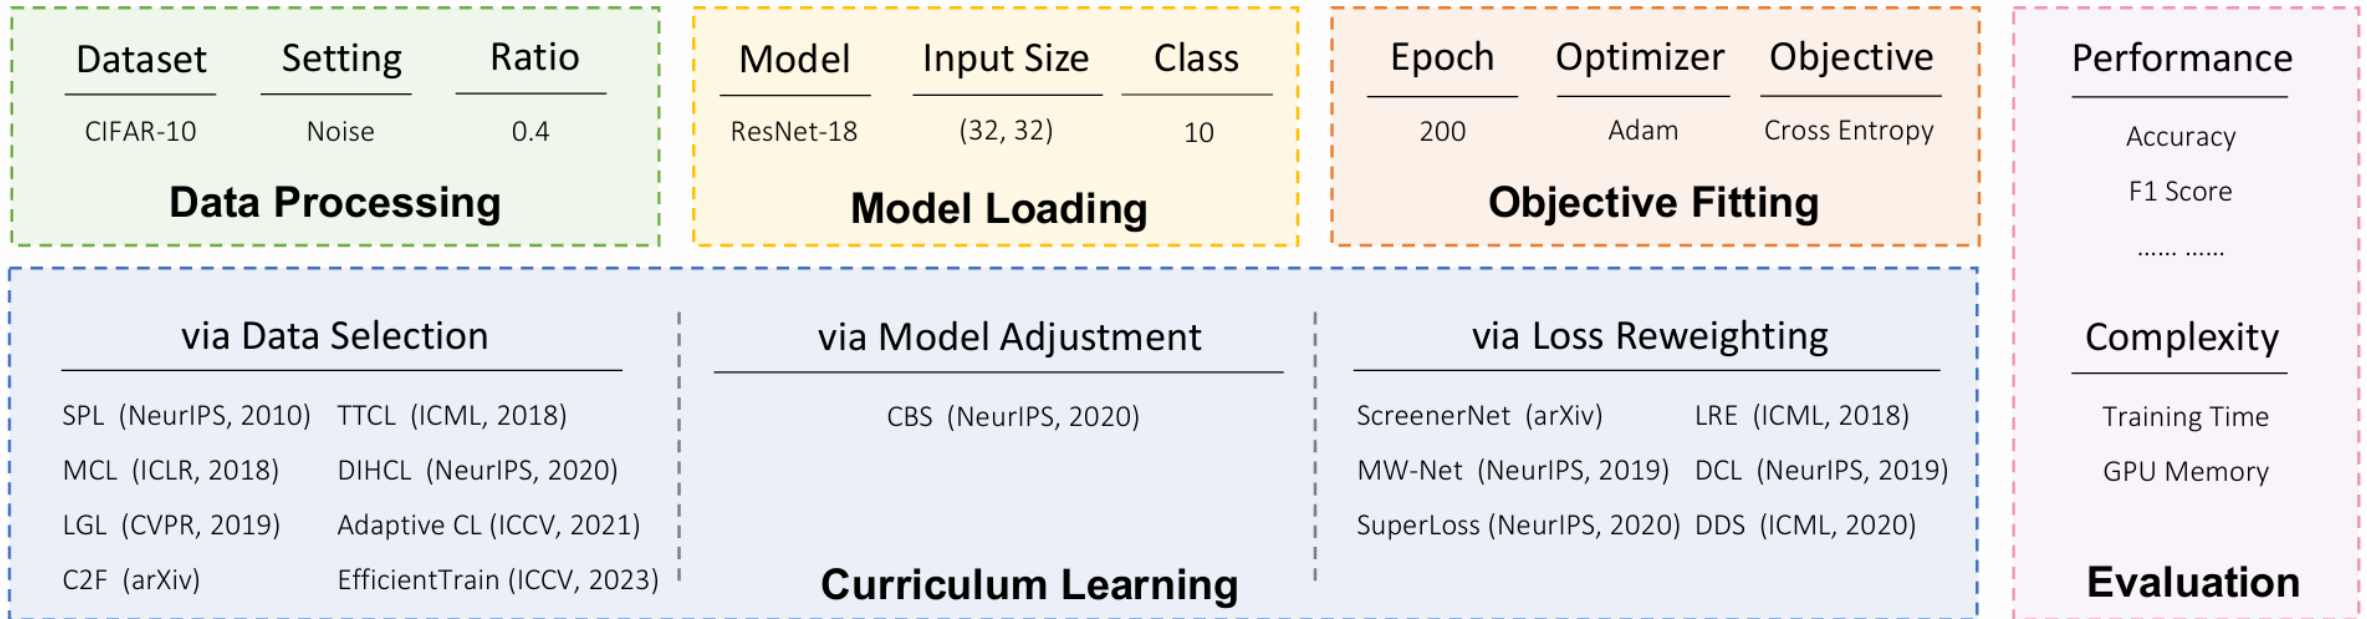 Dataset Setting Ratio
CIFAR-10 Noise 0.4
Data Processing
Model Input Size Class
ResNet-18 (32, 32) 10
Model Loading
Epoch Optimizer Objective
200 Adam Cross Entropy
Objective Fitting
via Data Selection
SPL (NeurIPS, 2010) TTCL (ICML, 2018)
MCL (ICLR, 2018) DIHCL (NeurIPS, 2020)
LGL (CVPR, 2019) Adaptive CL (ICCV, 2021)
C2F (arXiv) EfficientTrain (ICCV, 2023)
via Model Adjustment
CBS (NeurIPS, 2020)
via Loss Reweighting
ScreenerNet (arXiv) LRE (ICML, 2018)
MW-Net (NeurIPS, 2019) DCL (NeurIPS, 2019)
SuperLoss (NeurIPS, 2020) DDS (ICML, 2020)
Curriculum Learning
Performance
Accuracy
F1 Score
...... ......
Complexity
Training Time
GPU Memory
Evaluation